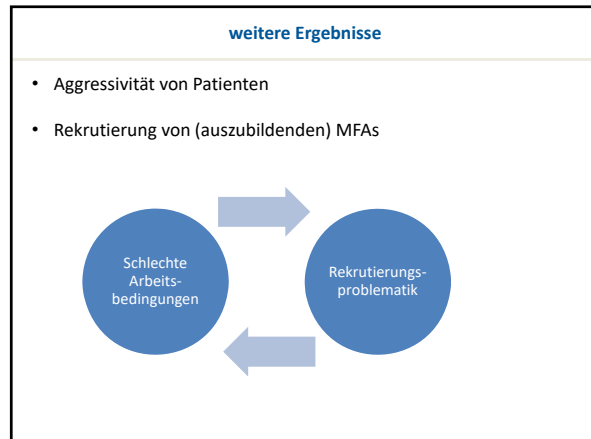 weitere Ergebnisse
• Aggressivität von Patienten
• Rekrutierung von (auszubildenden) MFAs
Schlechte
Arbeits-
bedingungen
Rekrutierungs-
problematik